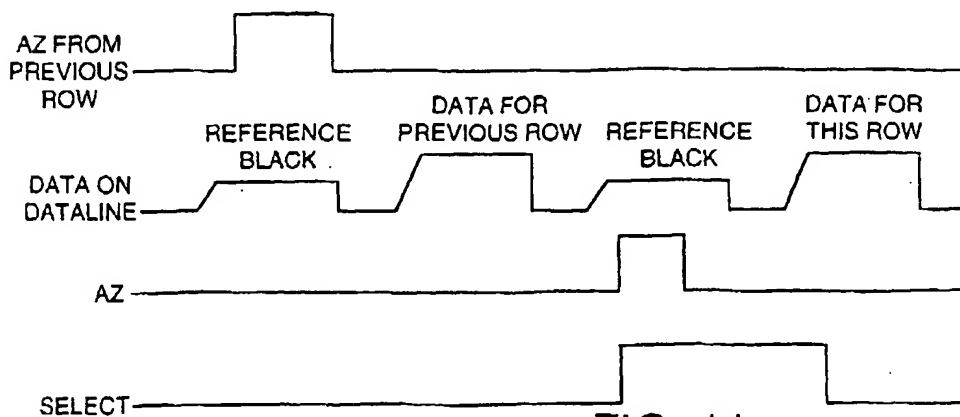 AZ FROM
PREVIOUS
ROW
DATA FOR
PREVIOUS ROW
DATA FOR
THIS ROW
REFERENCE
BLACK
REFERENCE
BLACK
DATA ON
DATALINE
AZ
SELECT